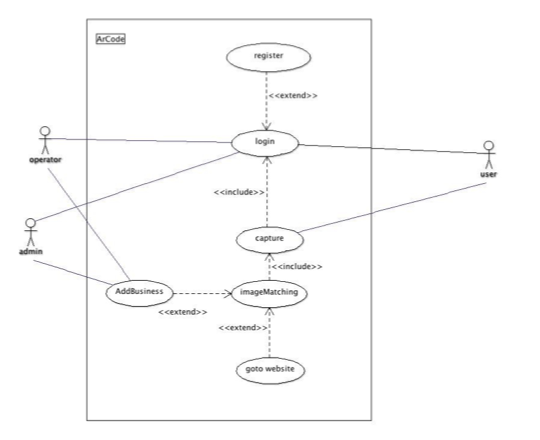 ArCode
register
<<extend>>
login
operator
user
<<include>>
capture
admin
<<include>>
AddBusiness
imageMatching
<<extend>>
<<extend>>
goto website